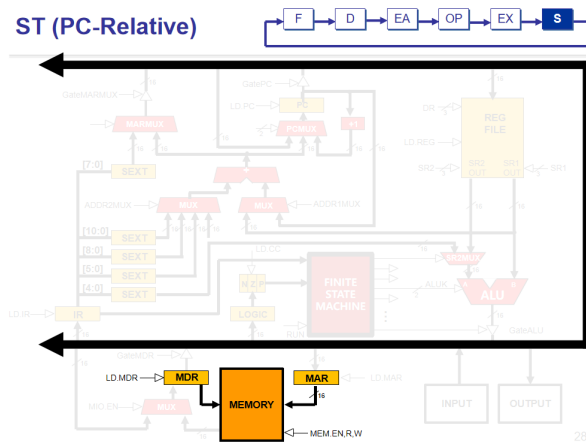 ST (PC-Relative)
F D EA OP EX S
GatePC
GateMARMUX
16
LD.PC
PC
MARMUX
PCMUX
+1
DR
REG
FILE
LD.REG
SR2
SR2
OUT
SR1
OUT
SR1
[7:0]
SEXT
ADDR2MUX
MUX
MUX
ADDR1MUX
[10:0]
SEXT
[8:0]
SEXT
[5:0]
SEXT
[4:0]
SEXT
LD.CC
N Z P
FINITE
STATE
MACHINE
SR2MUX
ALUK
A
B
ALU
LD.IR
IR
LOGIC
RUN
GateALU
GateMDR
LD.MDR
MDR
MAR
LD.MAR
16
MEMORY
MIO.EN
MUX
MEM.EN,R,W
INPUT
OUTPUT